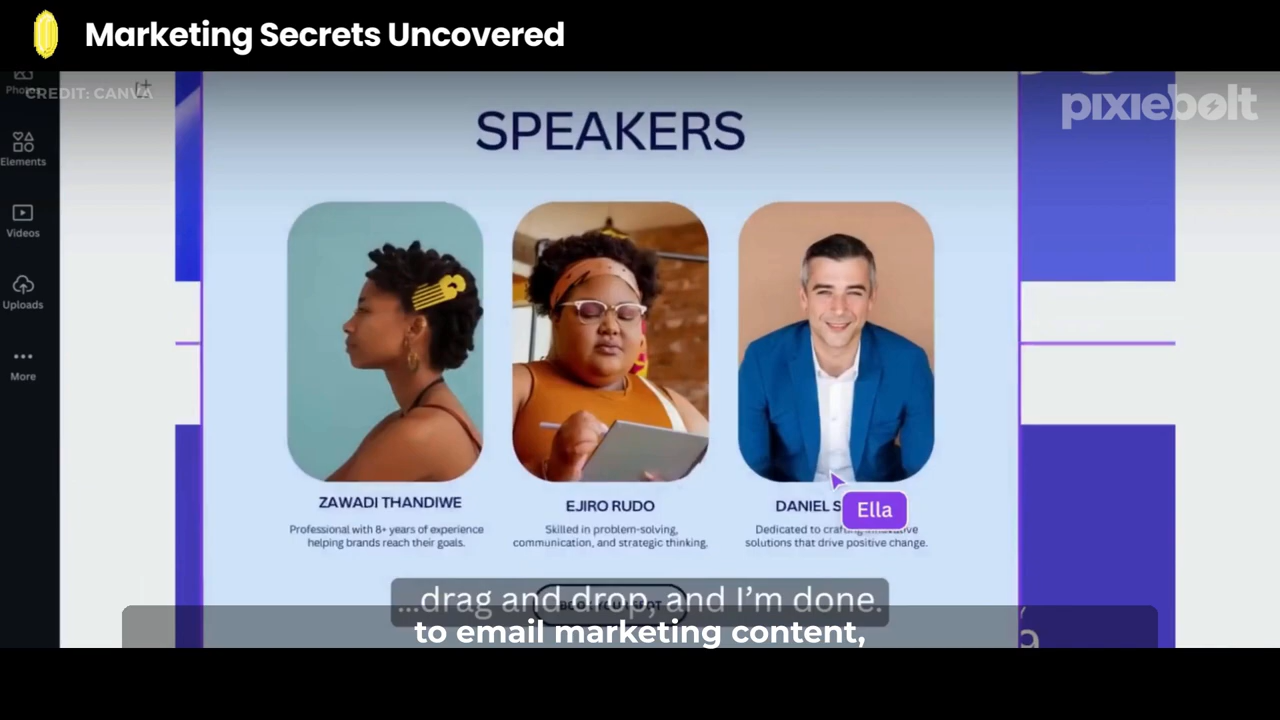 Marketing Secrets Uncovered
CREDIT: CANVA
pixiebolt
Photos
Elements
Videos
Uploads
More
SPEAKERS
ZAWADI THANDIWE
Professional with 8+ years of experience
helping brands reach their goals.
EJIRO RUDO
Skilled in problem-solving,
communication, and strategic thinking.
DANIEL
Ella
Dedicated to crafting innovative
solutions that drive positive change.
...drag and drop, and I'm done.
to email marketing content,